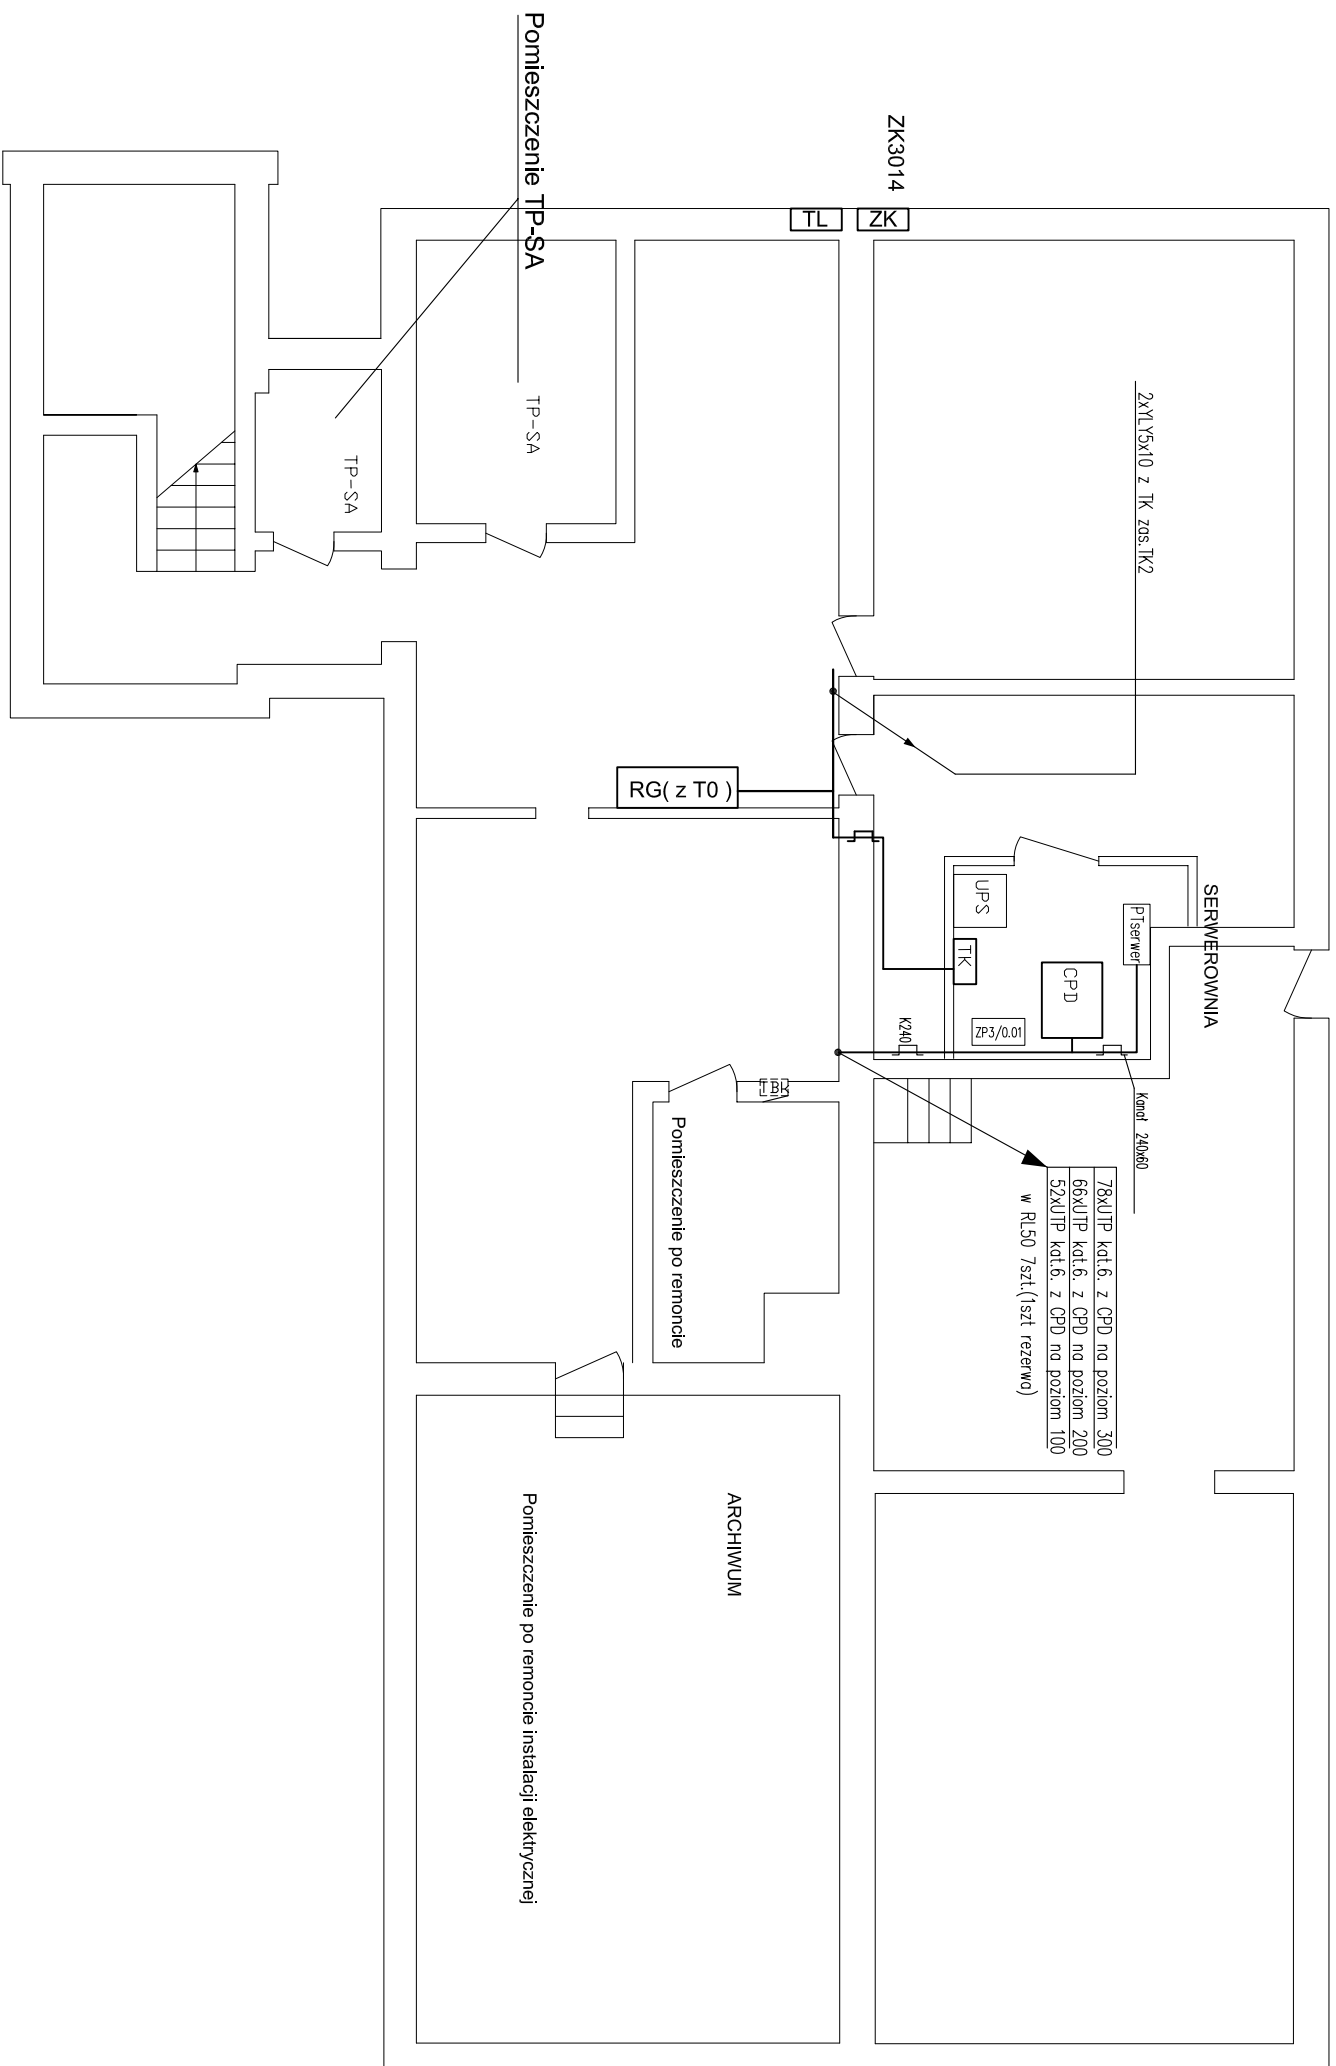 Pomieszczenie TP-SA
TP-SA
TP-SA
ZK3014
TL
ZK
2xYLY5x10 z TK zas.TK2
RG( z T0 )
SERWEROWNIA
UPS
PTserwer
TK
CPD
ZP3/0.01
K240
Kanał 240x60
TBK
78xUTP kat.6. z CPD na poziom 300
66xUTP kat.6. z CPD na poziom 200
52xUTP kat.6. z CPD na poziom 100
w RL50 7szt.(1szt rezerwa)
Pomieszczenie po remoncie
ARCHIWUM
Pomieszczenie po remoncie instalacji elektrycznej